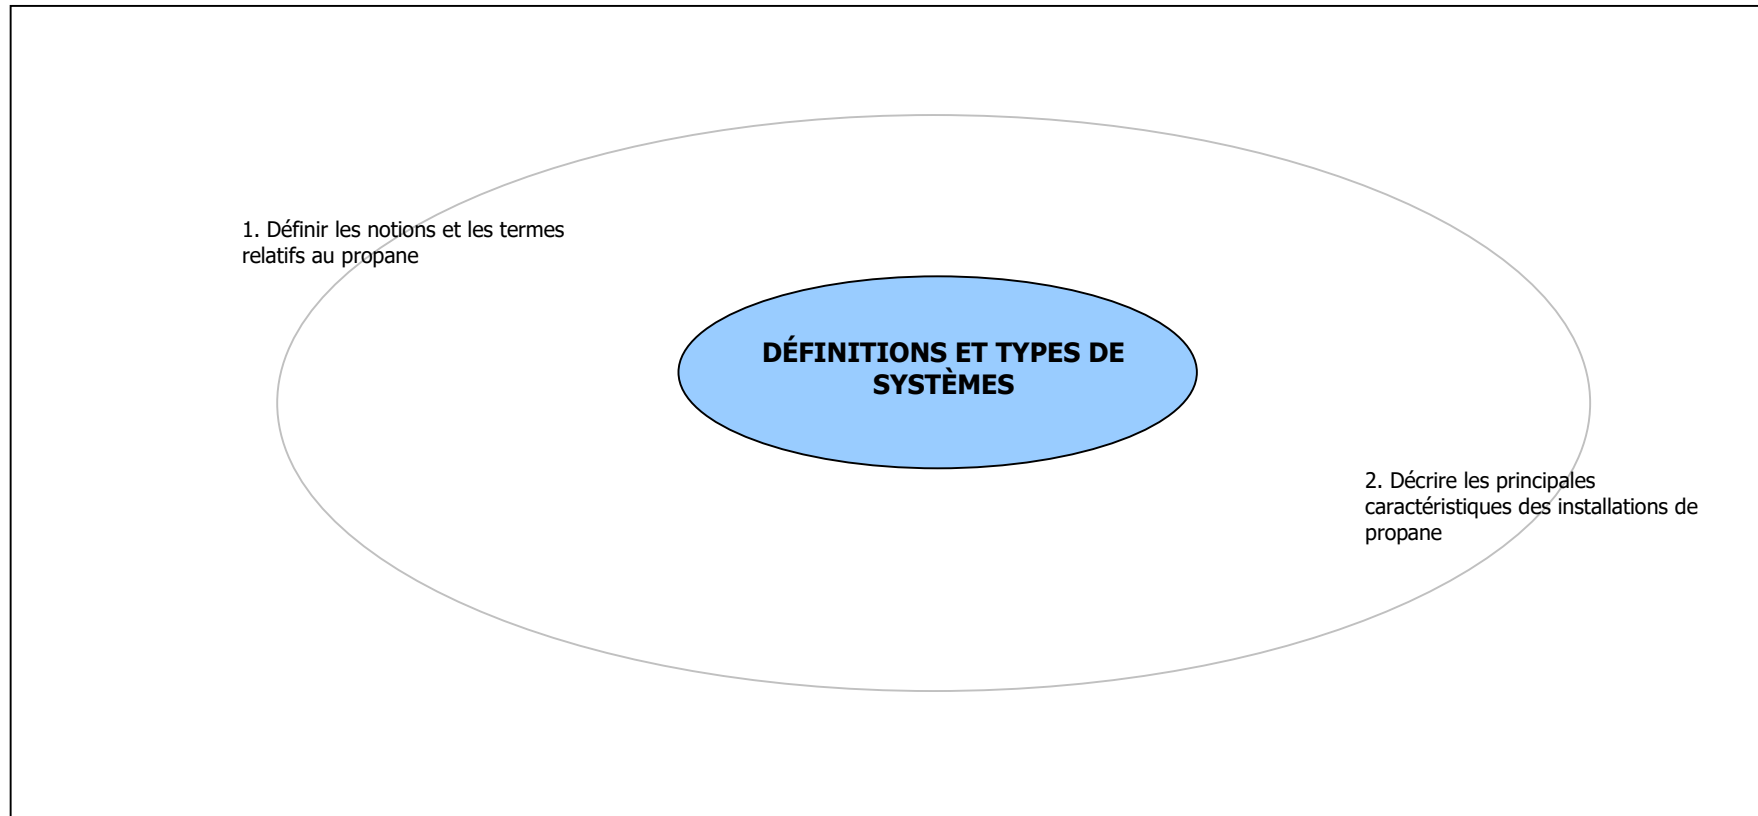 1. Définir les notions et les termes
relatifs au propane
DÉFINITIONS ET TYPES DE
SYSTÈMES
2. Décrire les principales
caractéristiques des installations de
propane